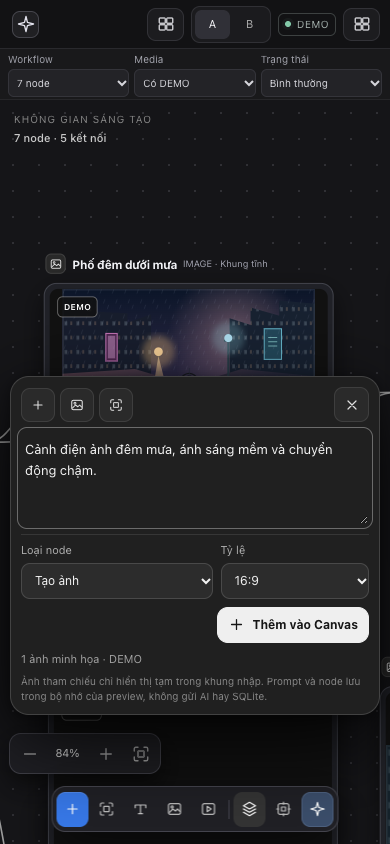 A B DEMO
Workflow Media Trạng thái
7 node Có DEMO Bình thường
KHÔNG GIAN SÁNG TẠO
7 node · 5 kết nối
Phố đêm dưới mưa IMAGE · Khung tĩnh
DEMO
Cảnh điện ảnh đêm mưa, ánh sáng mềm và chuyển
động chậm.
Loại node Tỷ lệ
Tạo ảnh 16:9
Thêm vào Canvas
1 ảnh minh họa · DEMO
Ảnh tham chiếu chỉ hiển thị tạm trong khung nhập. Prompt và node lưu
trong bộ nhớ của preview, không gửi AI hay SQLite.
84%